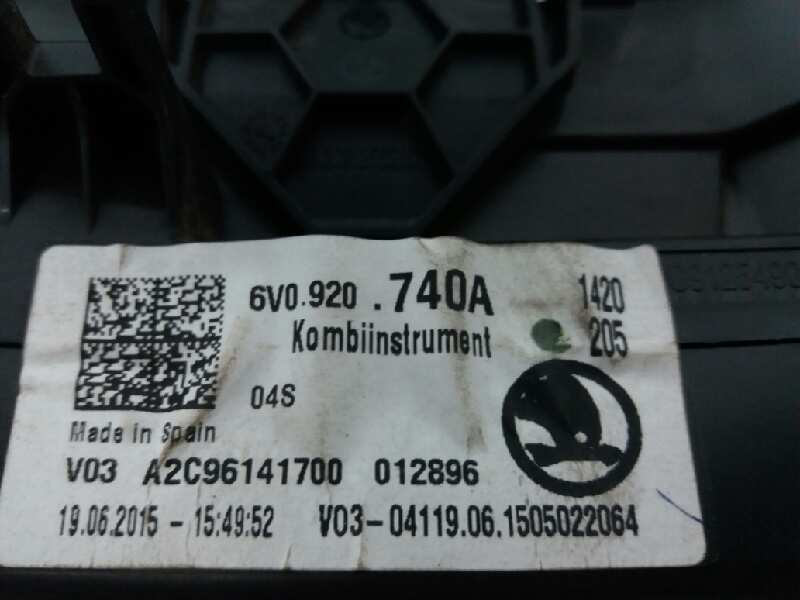 6V0.920 .740A 1420
Kombiinstrument 205
04S
Made in Spain
V03 A2C96141700 012896
19.06.2015 - 15:49:52 V03-04119.06.1505022064